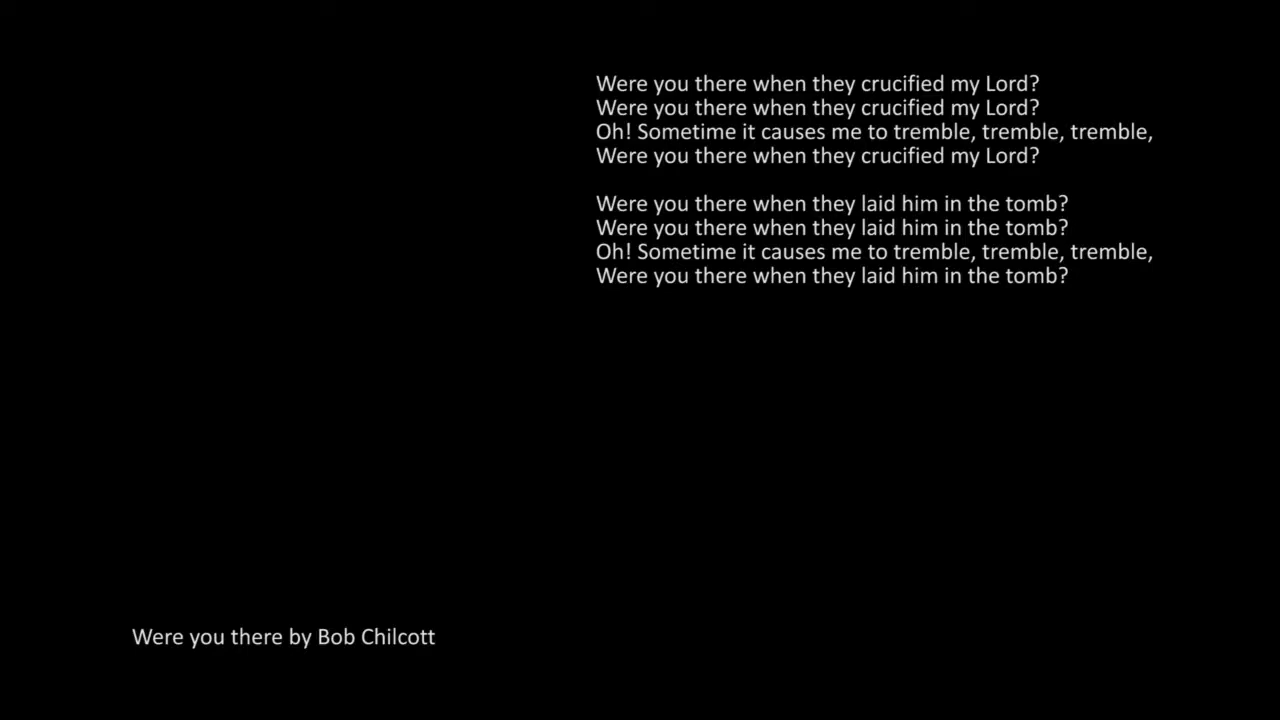 Were you there when they crucified my Lord?
Were you there when they crucified my Lord?
Oh! Sometime it causes me to tremble, tremble, tremble,
Were you there when they crucified my Lord?
Were you there when they laid him in the tomb?
Were you there when they laid him in the tomb?
Oh! Sometime it causes me to tremble, tremble, tremble,
Were you there when they laid him in the tomb?
Were you there by Bob Chilcott